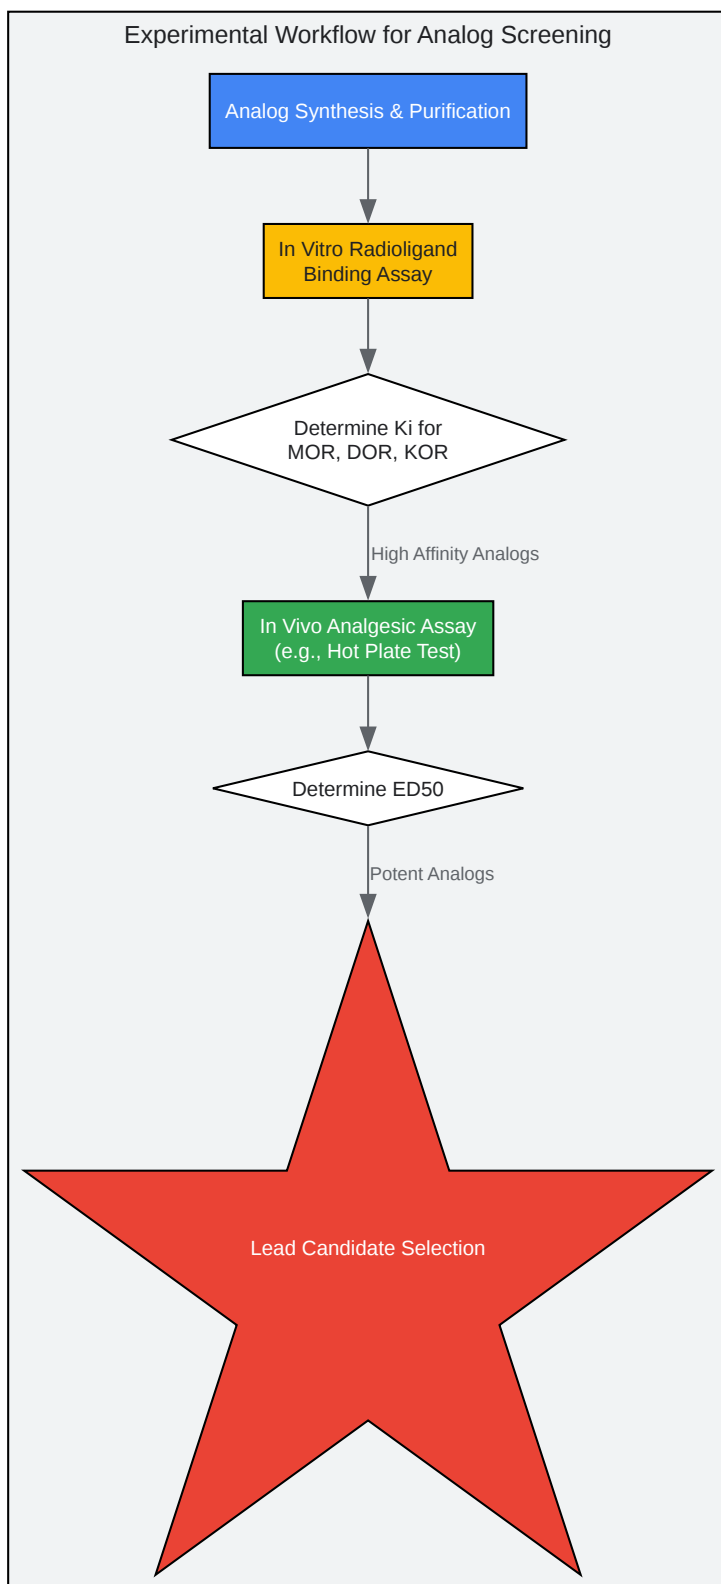 Experimental Workflow for Analog Screening
Analog Synthesis & Purification
In Vitro Radioligand
Binding Assay
Determine Ki for
MOR, DOR, KOR
High Affinity Analogs
In Vivo Analgesic Assay
(e.g., Hot Plate Test)
Determine ED50
Potent Analogs
Lead Candidate Selection